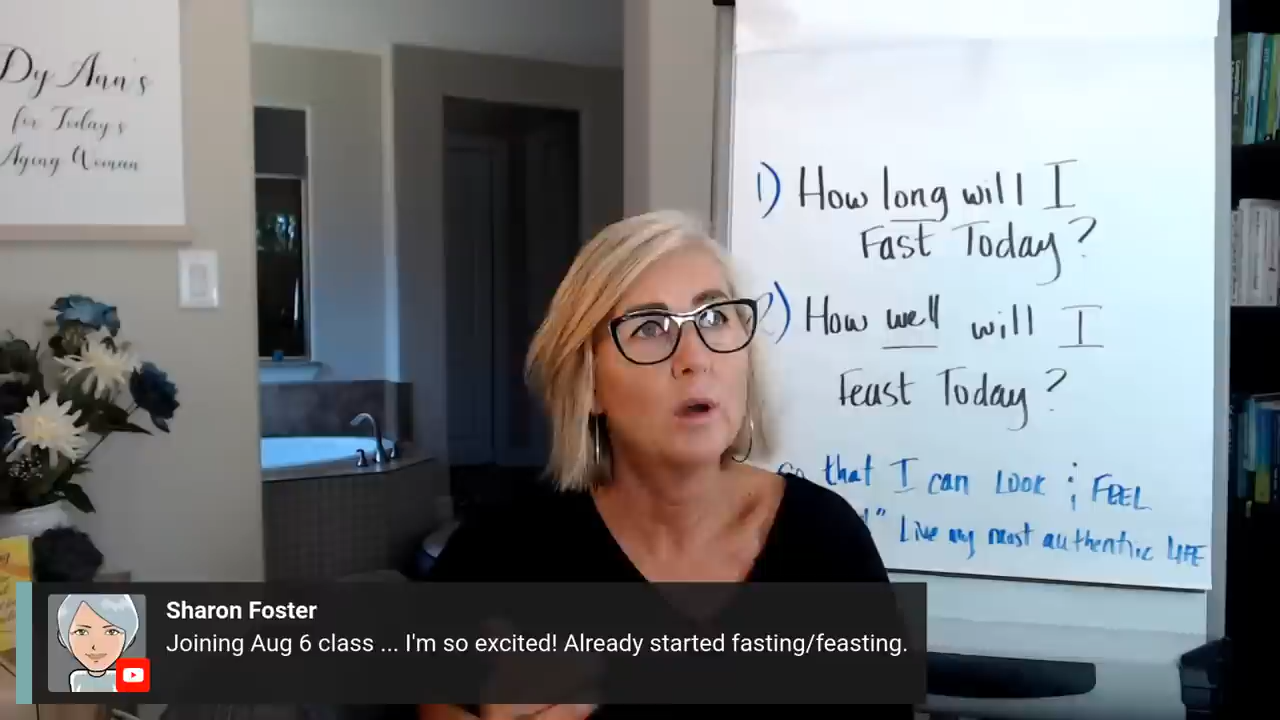 Dy Ann's
for Today's
Aging Woman
1) How long will I
Fast Today?
2) How well will I
Feast Today?
so that I can LOOK & FEEL
Live my most authentic LIFE
Sharon Foster
Joining Aug 6 class ... I'm so excited! Already started fasting/feasting.